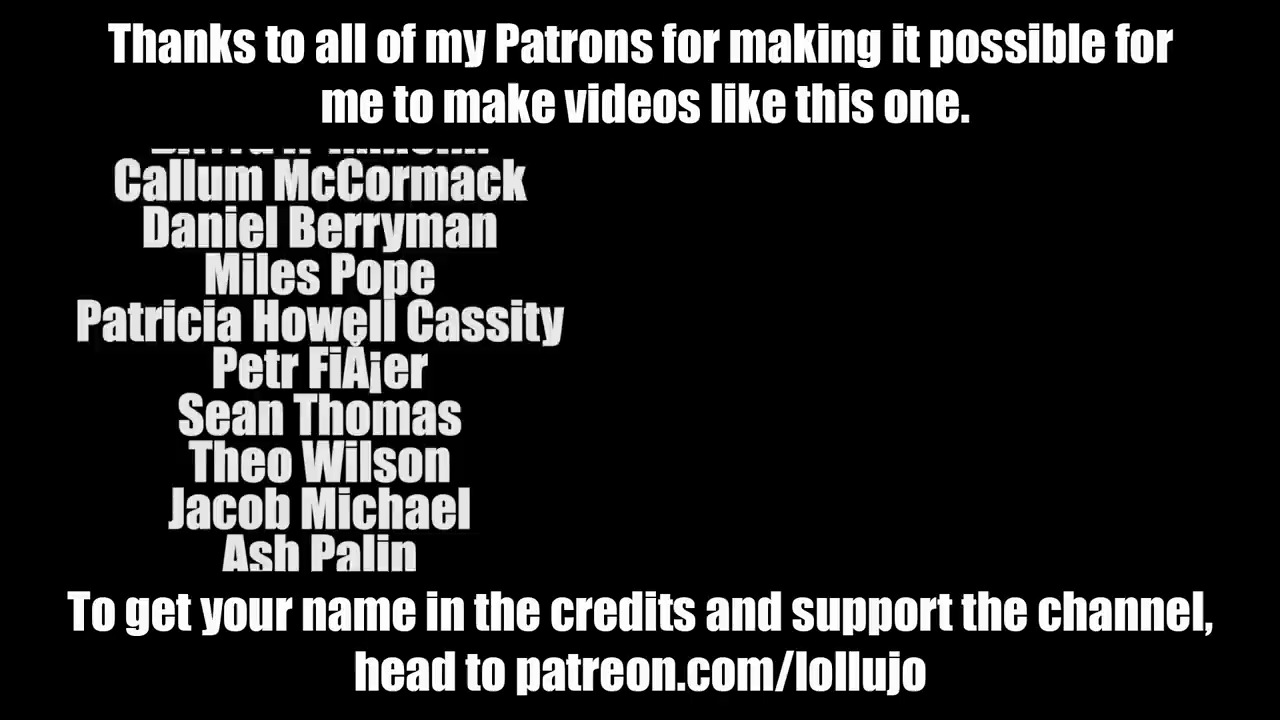 Thanks to all of my Patrons for making it possible for
me to make videos like this one.
Callum McCormack
Daniel Berryman
Miles Pope
Patricia Howell Cassity
Petr FiÅ¡er
Sean Thomas
Theo Wilson
Jacob Michael
Ash Palin
To get your name in the credits and support the channel,
head to patreon.com/lollujo